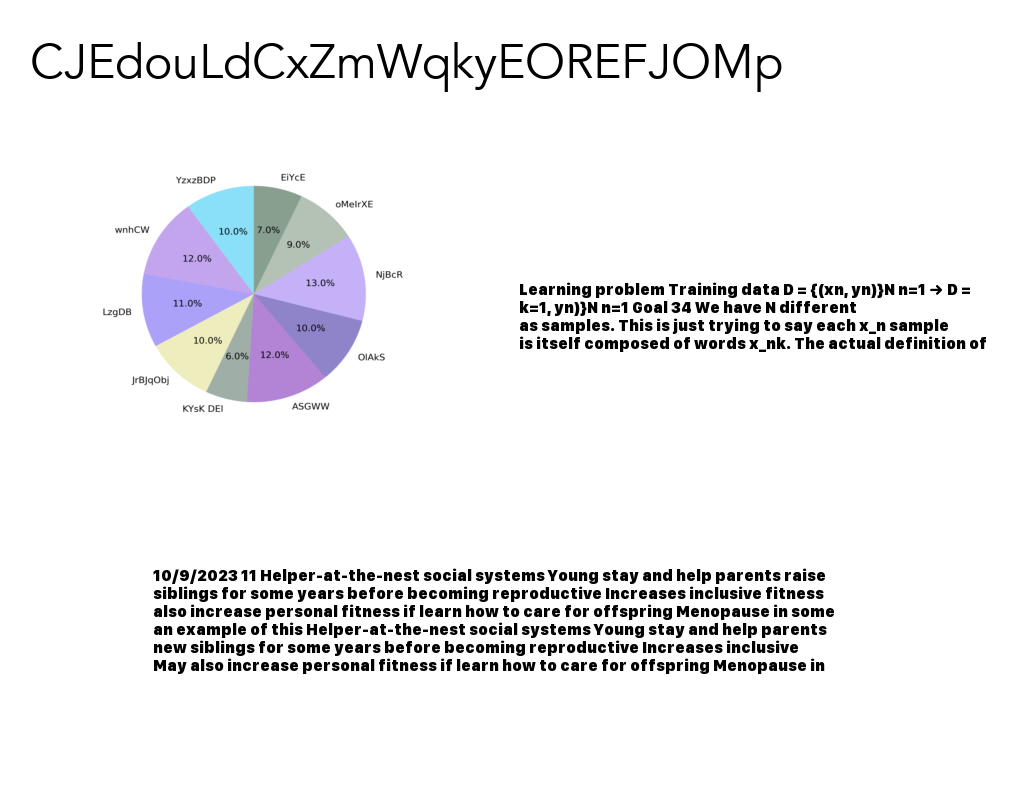 CJEdouLdCxZmWqkyEOREFJOMp
EiYcE
YzxzBDP
oMeIrXE
wnhCW
10.0%
7.0%
9.0%
12.0%
NjBcR
13.0%
11.0%
LzgDB
10.0%
10.0%
6.0%
12.0%
OlAkS
JrBJqObj
KYsK DEI
ASGWW
Learning problem Training data D = {(xn, yn)}N n=1 → D =
k=1, yn)}N n=1 Goal 34 We have N different
as samples. This is just trying to say each x_n sample
is itself composed of words x_nk. The actual definition of
10/9/2023 11 Helper-at-the-nest social systems Young stay and help parents raise
siblings for some years before becoming reproductive Increases inclusive fitness
also increase personal fitness if learn how to care for offspring Menopause in some
an example of this Helper-at-the-nest social systems Young stay and help parents
new siblings for some years before becoming reproductive Increases inclusive
May also increase personal fitness if learn how to care for offspring Menopause in